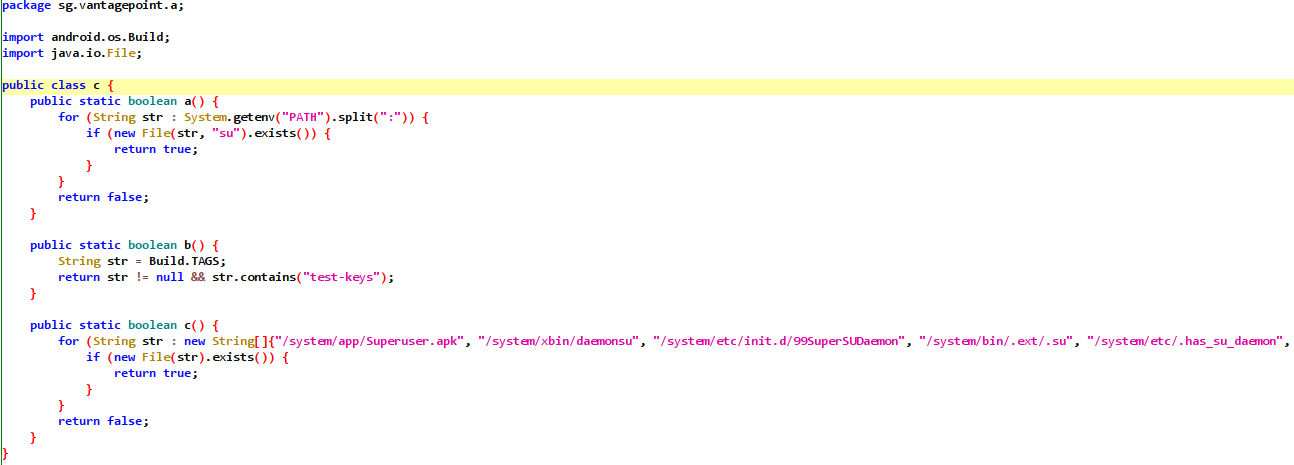 package sg.vantagepoint.a;

import android.os.Build;
import java.io.File;

public class c {
    public static boolean a() {
        for (String str : System.getenv("PATH").split(":")) {
            if (new File(str, "su").exists()) {
                return true;
            }
        }
        return false;
    }

    public static boolean b() {
        String str = Build.TAGS;
        return str != null && str.contains("test-keys");
    }

    public static boolean c() {
        for (String str : new String[]{"/system/app/Superuser.apk", "/system/xbin/daemonsu", "/system/etc/init.d/99SuperSUDaemon", "/system/bin/.ext/.su", "/system/etc/.has_su_daemon",
            if (new File(str).exists()) {
                return true;
            }
        }
        return false;
    }
}